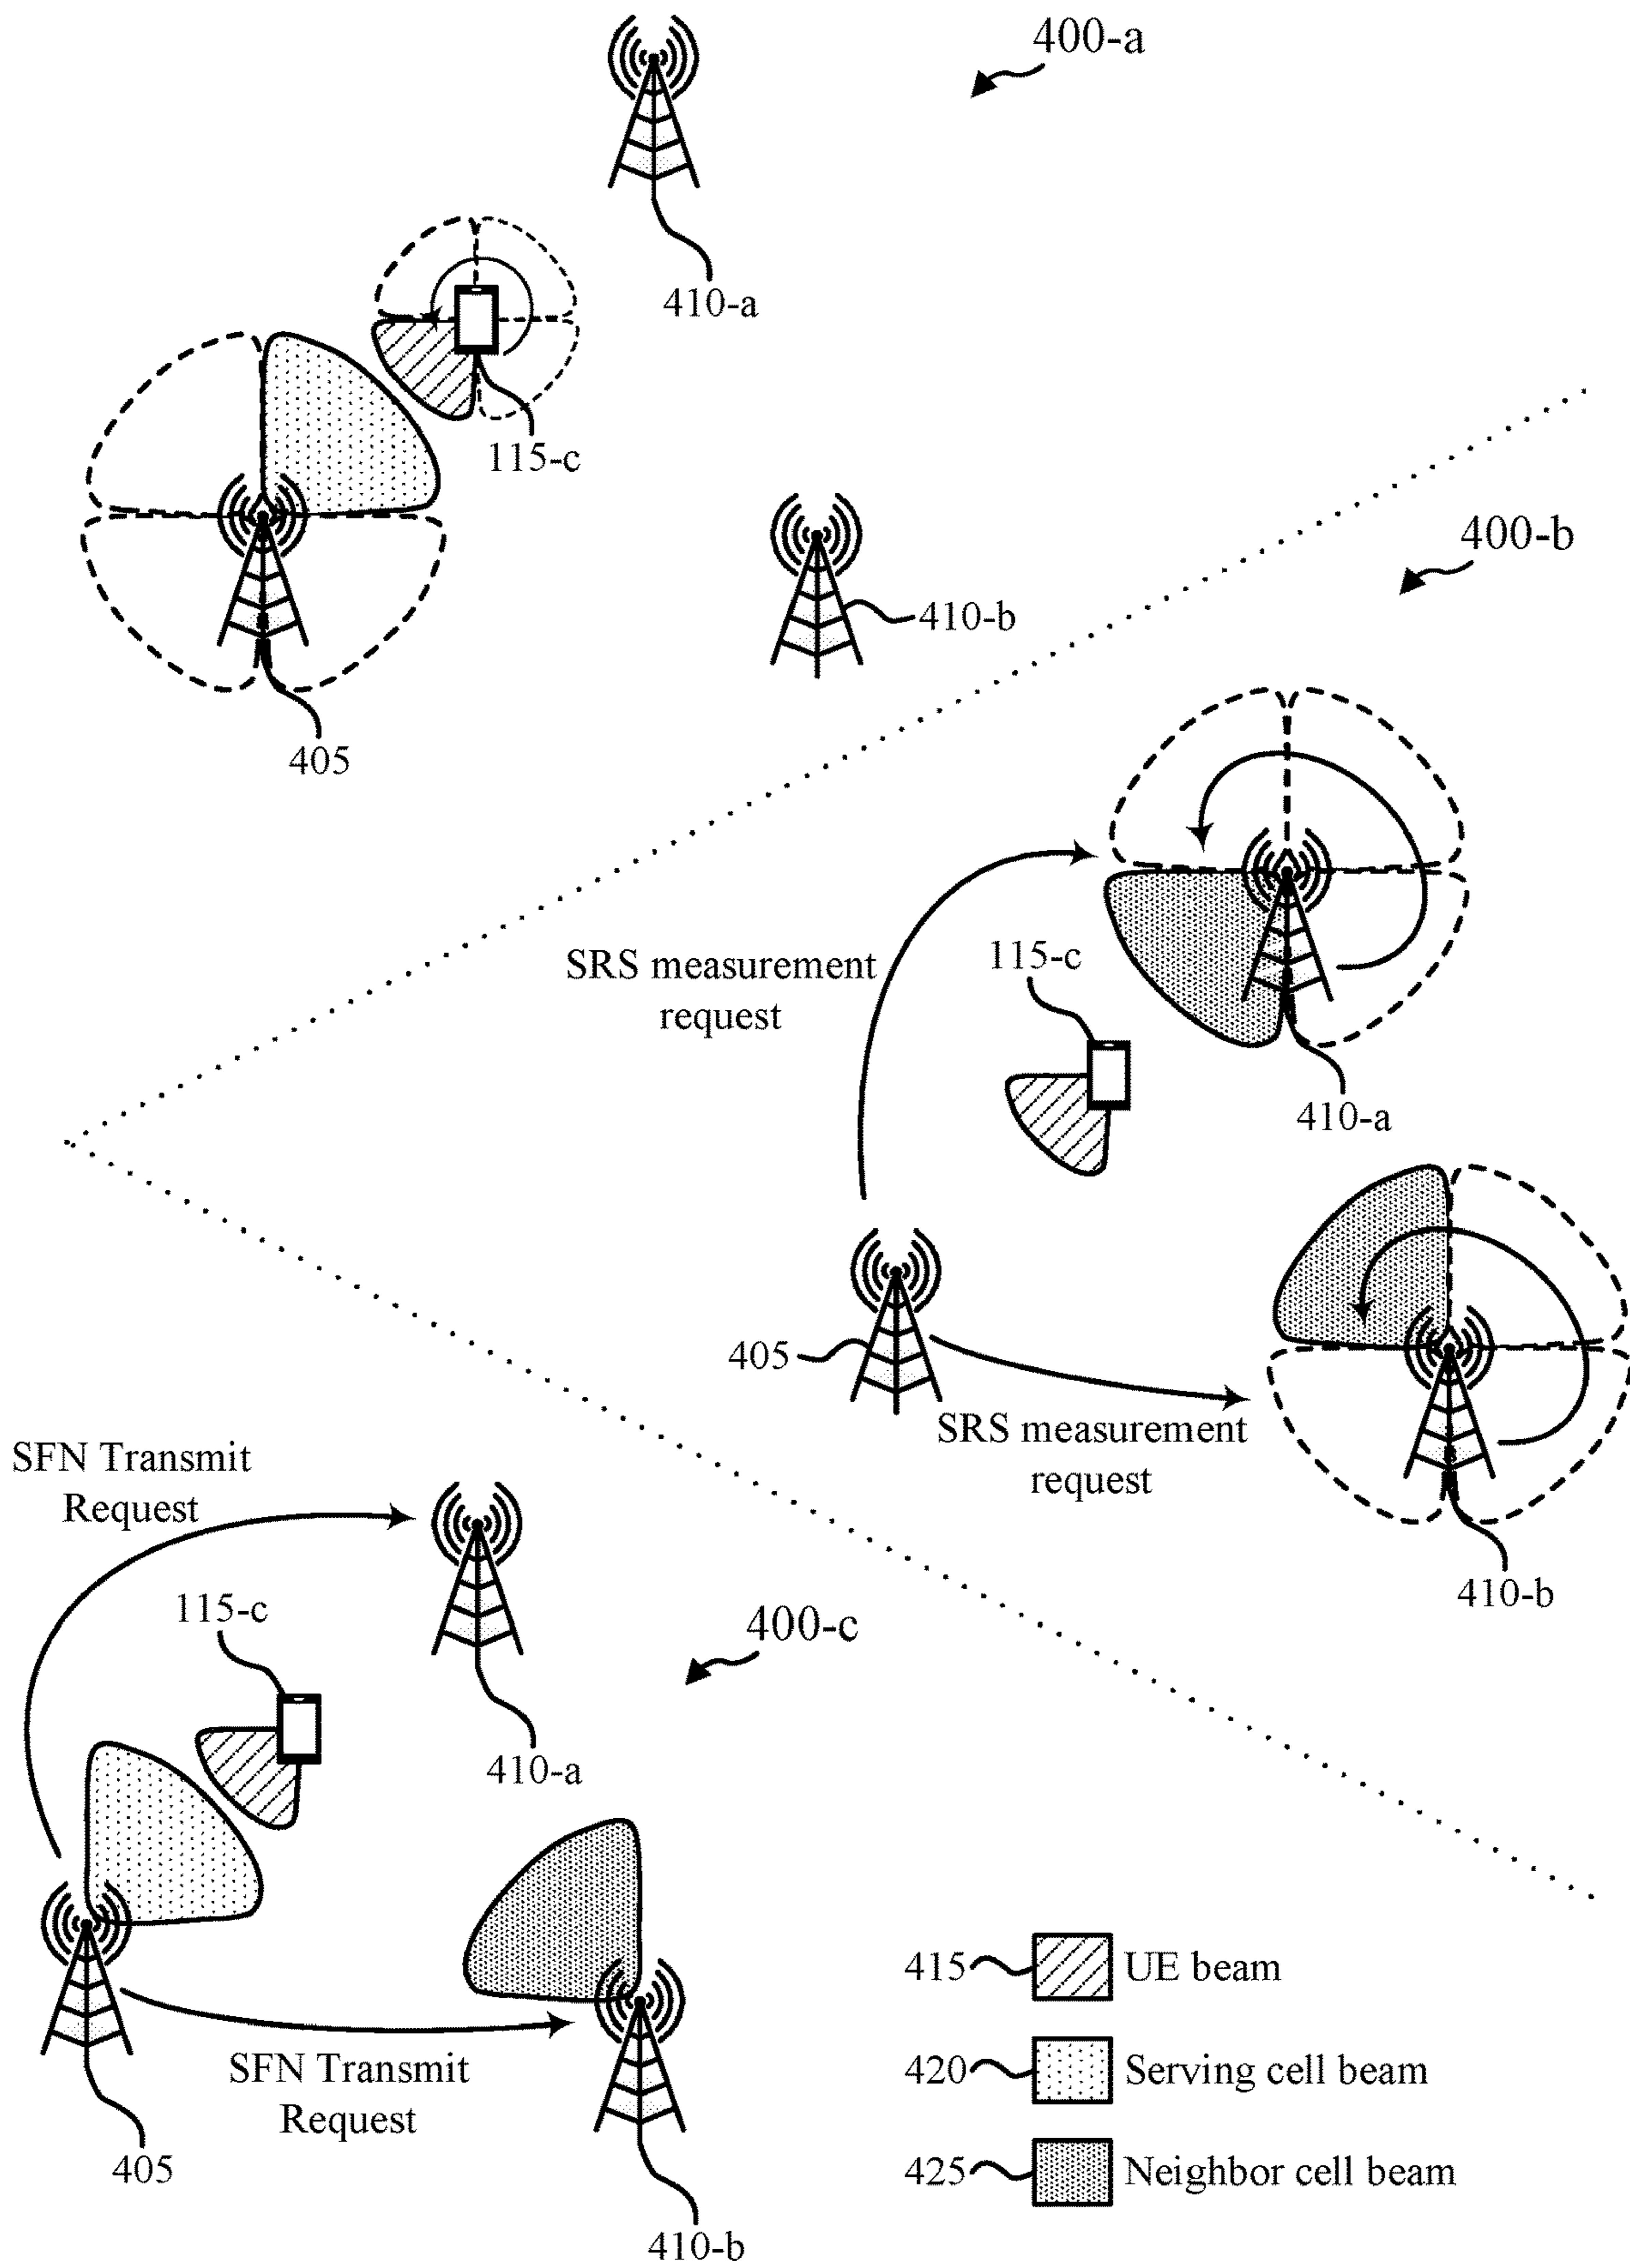 400-a
410-a
115-c
400-b
410-b
405
SRS measurement
request
115-c
410-a
405
SRS measurement
request
410-b
SFN Transmit
Request
115-c
400-c
410-a
415 UE beam
SFN Transmit
Request
420 Serving cell beam
405
425 Neighbor cell beam
410-b